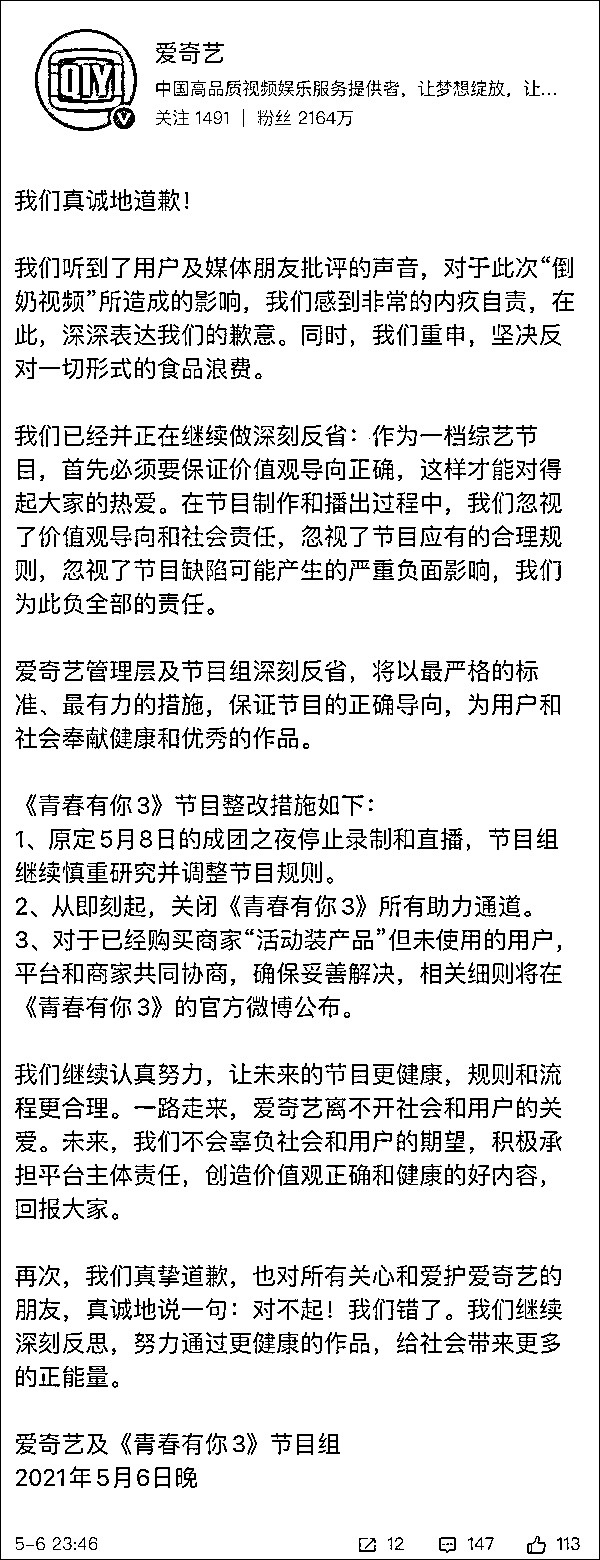 QIY
爱奇艺
中国高品质视频娱乐服务提供者，让梦想绽放，让...
关注 1491 | 粉丝 2164万
我们真诚地道歉！
我们听到了用户及媒体朋友批评的声音，对于此次“倒
奶视频”所造成的影响，我们感到非常的内疚自责，在
此，深深表达我们的歉意。同时，我们重申，坚决反
对一切形式的食品浪费。
我们已经并正在继续做深刻反省：作为一档综艺节
目，首先必须要保证价值观导向正确，这样才能对得
起大家的热爱。在节目制作和播出过程中，我们忽视
了价值观导向和社会责任，忽视了节目应有的合理规
则，忽视了节目缺陷可能产生的严重负面影响，我们
为此负全部的责任。
爱奇艺管理层及节目组深刻反省，将以最严格的标
准、最有力的措施，保证节目的正确导向，为用户和
社会奉献健康和优秀的作品。
《青春有你3》节目整改措施如下：
1、原定5月8日的成团之夜停止录制和直播，节目组
继续慎重研究并调整节目规则。
2、从即刻起，关闭《青春有你3》所有助力通道。
3、对于已经购买商家“活动装产品”但未使用的用户，
平台和商家共同协商，确保妥善解决，相关细则将在
《青春有你3》的官方微博公布。
我们继续认真努力，让未来的节目更健康，规则和流
程更合理。一路走来，爱奇艺离不开社会和用户的关
爱。未来，我们不会辜负社会和用户的期望，积极承
担平台主体责任，创造价值观正确和健康的好内容，
回报大家。
再次，我们真挚道歉，也对所有关心和爱护爱奇艺的
朋友，真诚地说一句：对不起！我们错了。我们继续
深刻反思，努力通过更健康的作品，给社会带来更多
的正能量。
爱奇艺及《青春有你3》节目组
2021年5月6日晚
5-6 23:46 12 147 113